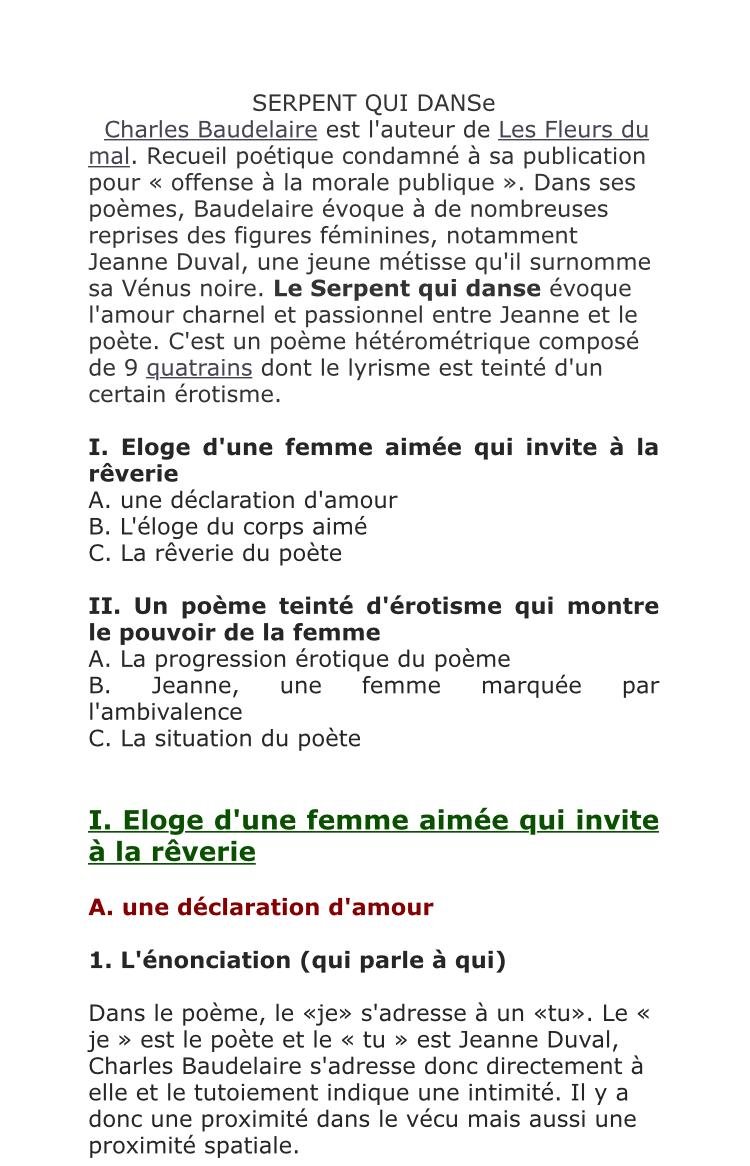 SERPENT QUI DANSe
Charles Baudelaire est l'auteur de Les Fleurs du
mal. Recueil poétique condamné à sa publication
pour « offense à la morale publique ». Dans ses
poèmes, Baudelaire évoque à de nombreuses
reprises des figures féminines, notamment
Jeanne Duval, une jeune métisse qu'il surnomme
sa Vénus noire. Le Serpent qui danse évoque
l'amour charnel et passionnel entre Jeanne et le
poète. C'est un poème hétérométrique composé
de 9 quatrains dont le lyrisme est teinté d'un
certain érotisme.
I. Eloge d'une femme aimée qui invite à la
rêverie
A. une déclaration d'amour
B. L'éloge du corps aimé
C. La rêverie du poète
II. Un poème teinté d'érotisme qui montre
le pouvoir de la femme
A. La progression érotique du poème
B. Jeanne, une femme marquée par
l'ambivalence
C. La situation du poète
I. Eloge d'une femme aimée qui invite
à la rêverie
A. une déclaration d'amour
1. L'énonciation (qui parle à qui)
Dans le poème, le «je» s'adresse à un «tu». Le «
je » est le poète et le « tu » est Jeanne Duval,
Charles Baudelaire s'adresse donc directement à
elle et le tutoiement indique une intimité. Il y a
donc une proximité dans le vécu mais aussi une
proximité spatiale.